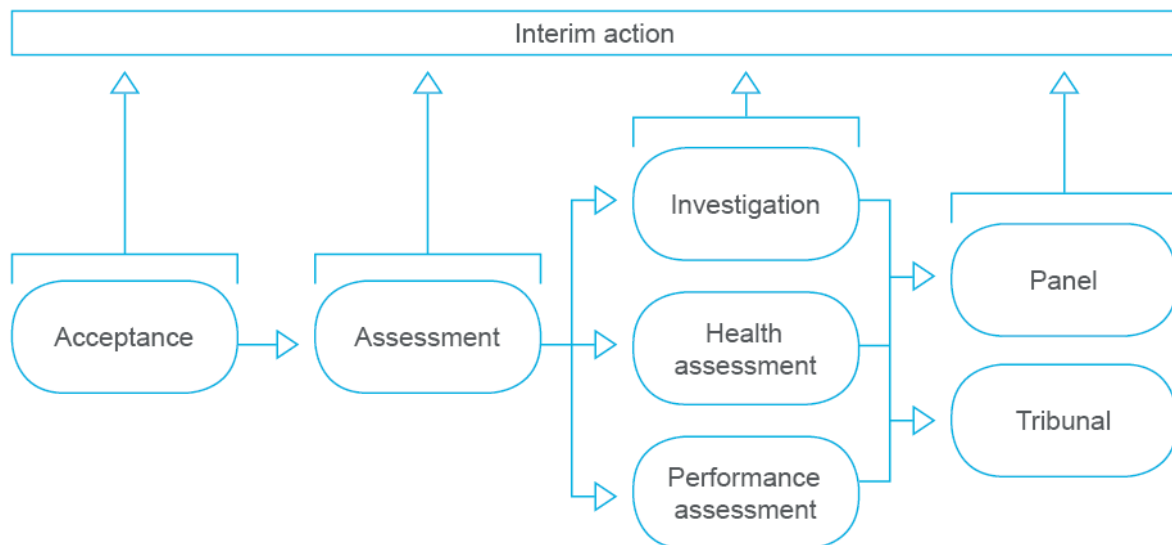 Interim action
Acceptance
Assessment
Investigation
Health
assessment
Performance
assessment
Panel
Tribunal